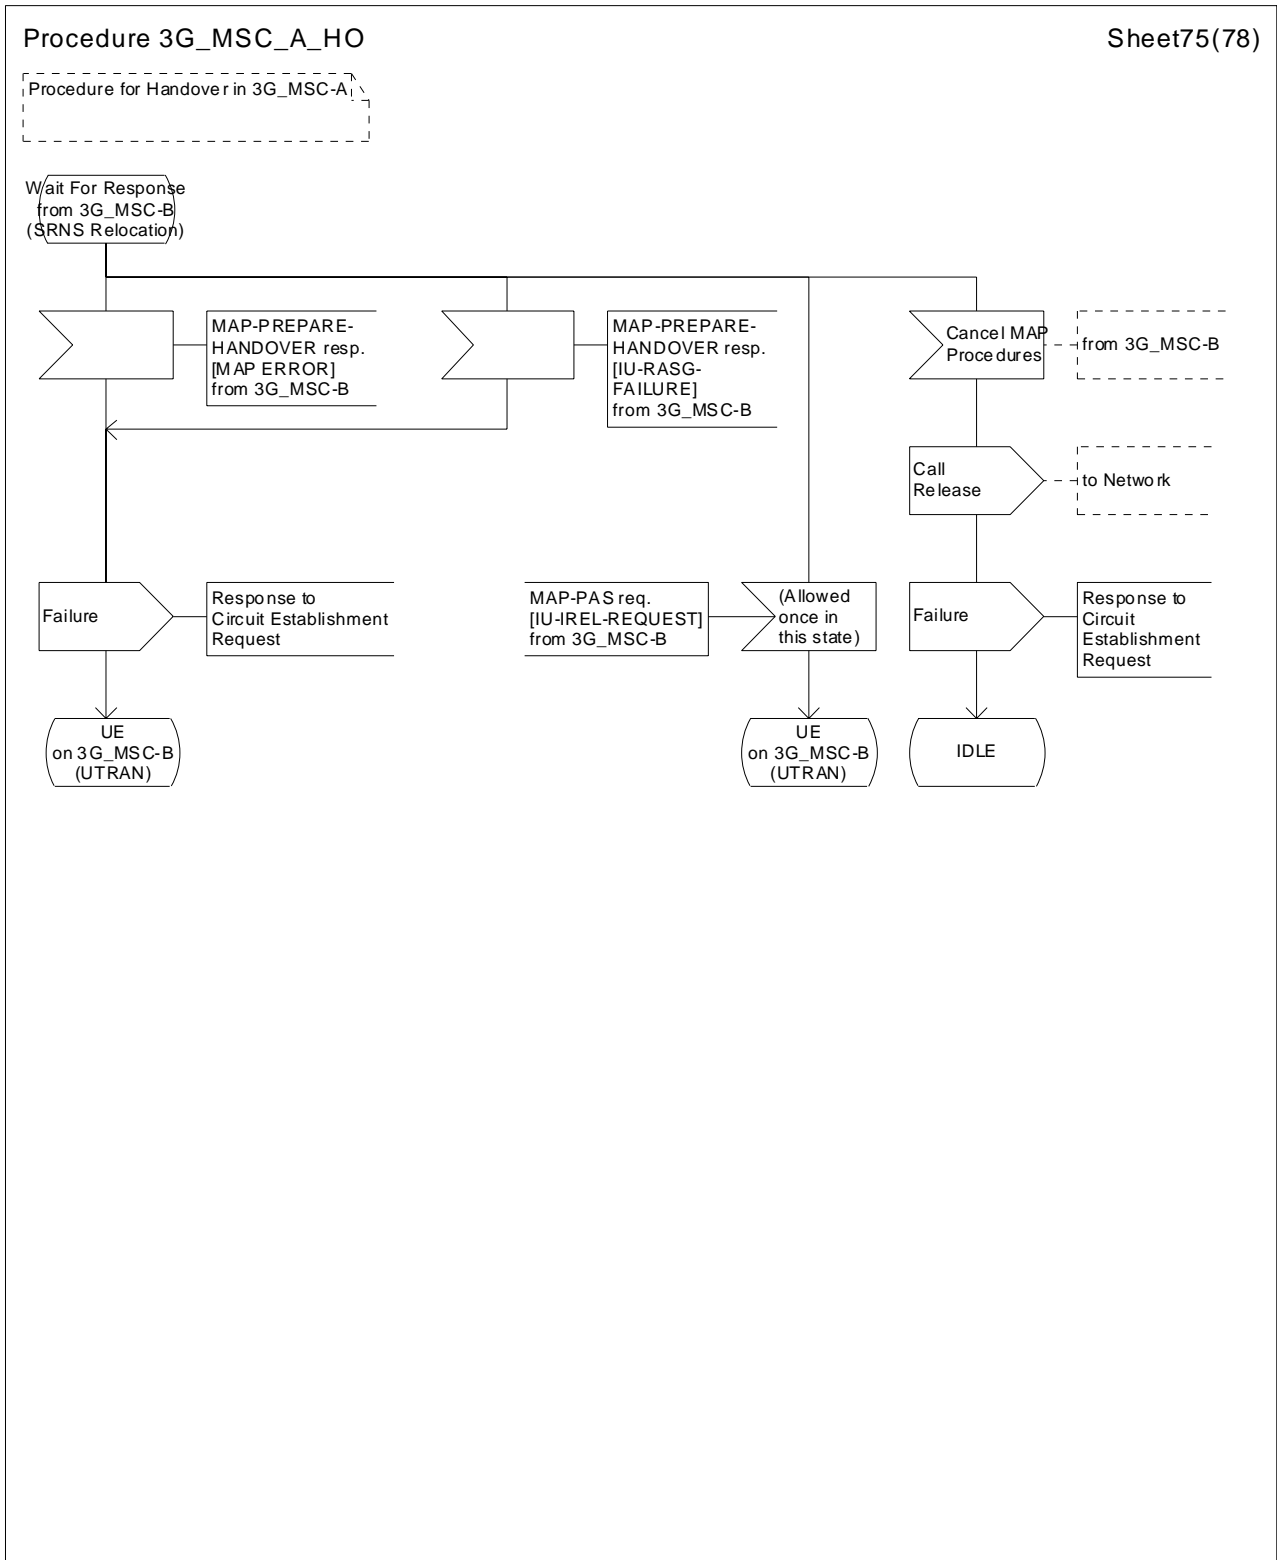 Procedure 3G_MSC_A_HO
Sheet75(78)
Procedure for Handover in 3G_MSC-A
Wait For Response
from 3G_MSC-B
(SRNS Relocation)
MAP-PREPARE-
HANDOVER resp.
[MAP ERROR]
from 3G_MSC-B
MAP-PREPARE-
HANDOVER resp.
[IU-RASG-
FAILURE]
from 3G_MSC-B
Cancel MAP
Procedures
from 3G_MSC-B
Call
Release
to Network
Failure
Response to
Circuit Establishment
Request
MAP-PAS req.
[IU-IREL-REQUEST]
from 3G_MSC-B
(Allowed
once in
this state)
Failure
Response to
Circuit
Establishment
Request
UE
on 3G_MSC-B
(UTRAN)
UE
on 3G_MSC-B
(UTRAN)
IDLE